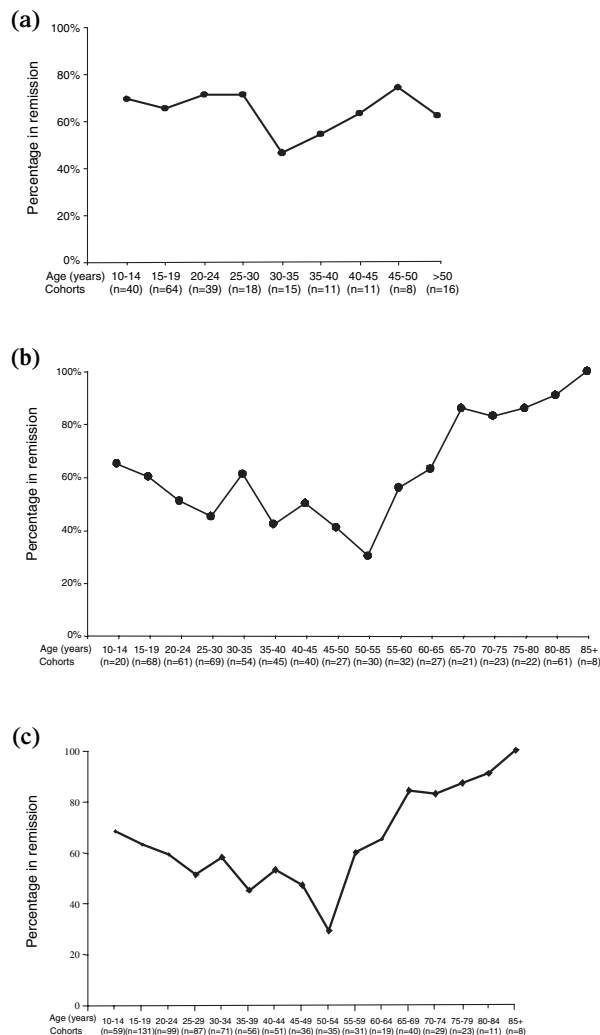 (a)
100%
80%
60%
40%
20%
0%
Percentage in remission
Age (years) 10-14 15-19 20-24 25-30 30-35 35-40 40-45 45-50 >50
Cohorts (n=40) (n=64) (n=39) (n=18) (n=15) (n=11) (n=11) (n=8) (n=16)
(b)
100%
80%
60%
40%
20%
0%
Percentage in remission
Age (years) 10-14 15-19 20-24 25-30 30-35 35-40 40-45 45-50 50-55 55-60 60-65 65-70 70-75 75-80 80-85 85+
Cohorts (n=20) (n=68) (n=61) (n=69) (n=54) (n=45) (n=40) (n=27) (n=30) (n=32) (n=27) (n=21) (n=23) (n=22) (n=61) (n=8)
(c)
100
80
60
40
20
0
Percentage in remission
Age (years) 10-14 15-19 20-24 25-29 30-34 35-39 40-44 45-49 50-54 55-59 60-64 65-69 70-74 75-79 80-84 85+
Cohorts (n=59) (n=131) (n=99) (n=87) (n=71) (n=56) (n=51) (n=36) (n=35) (n=31) (n=19) (n=40) (n=29) (n=23) (n=11) (n=8)